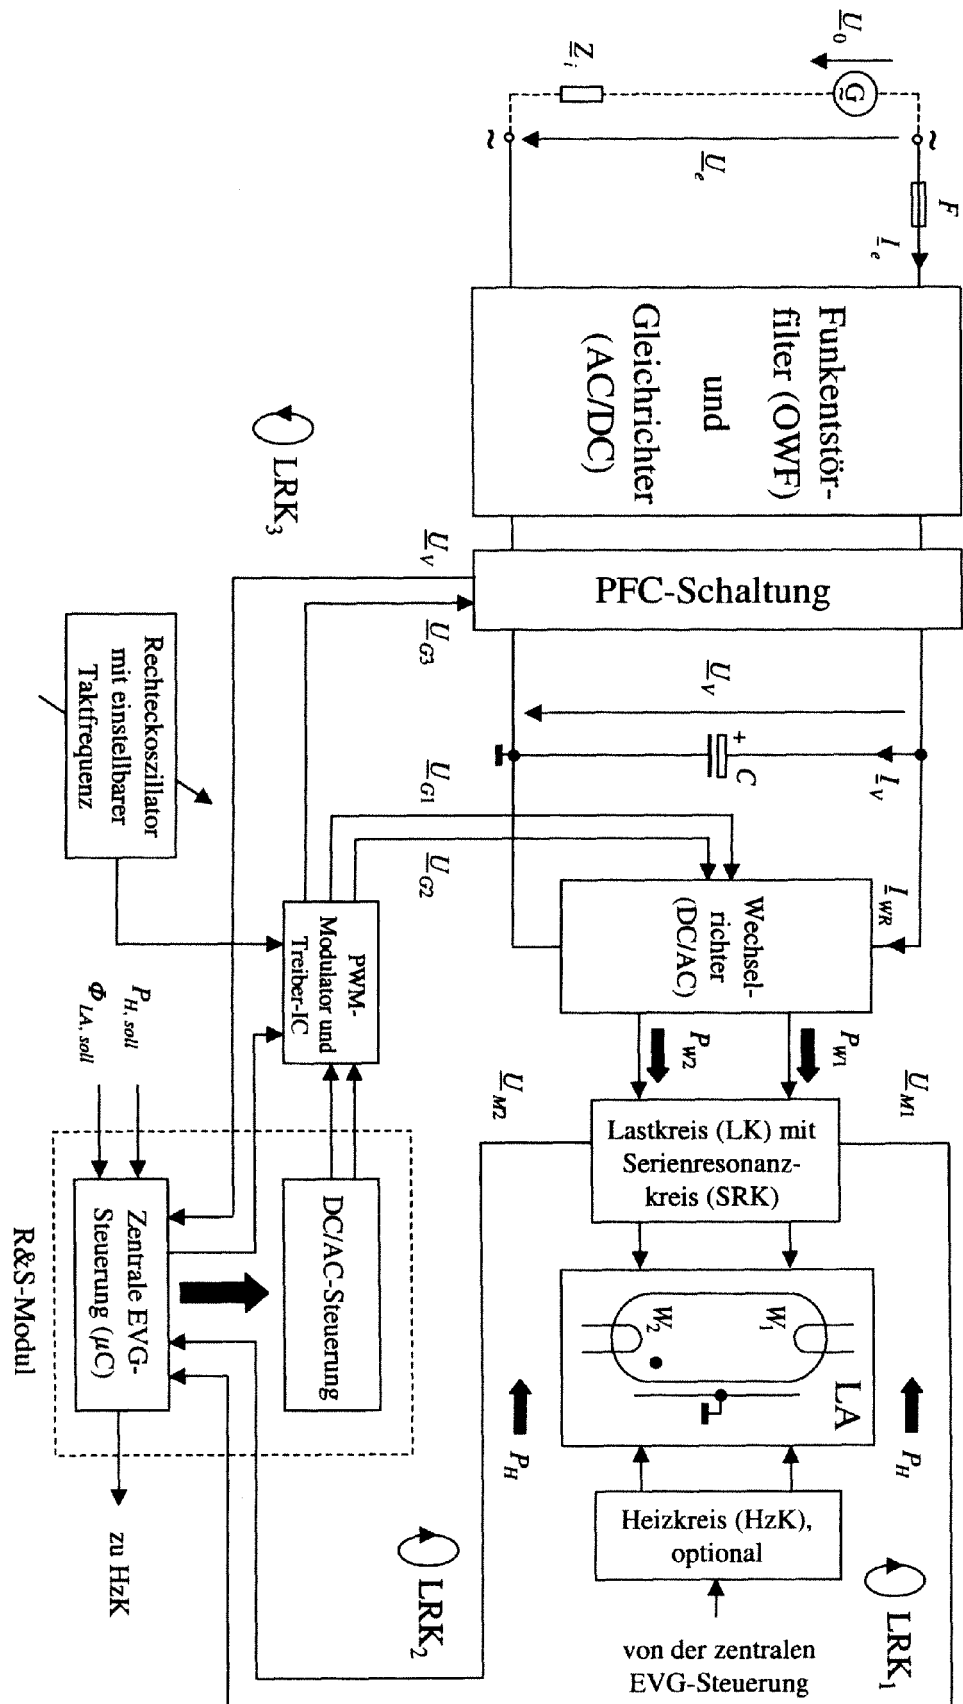 U_0
G
~
Z_i
~
~
U_e
F
I_e
Funkentstör-
filter (OWF)
und
Gleichrichter
(AC/DC)
LRK_3
PFC-Schaltung
U_V
U_G3
U_V
I_V
+
C
U_G1
U_G2
I_WR
Wechsel-
richter
(DC/AC)
P_W1
P_W2
U_M1
U_M2
Lastkreis (LK) mit
Serienresonanz-
kreis (SRK)
W_1
W_2
LA
P_H
P_H
Heizkreis (HzK),
optional
von der zentralen
EVG-Steuerung
LRK_1
LRK_2
Rechteckoszillator
mit einstellbarer
Taktfrequenz
PWM-
Modulator und
Treiber-IC
P_H, soll
Φ_LA, soll
DC/AC-Steuerung
Zentrale EVG-
Steuerung (μC)
R&S-Modul
zu HzK